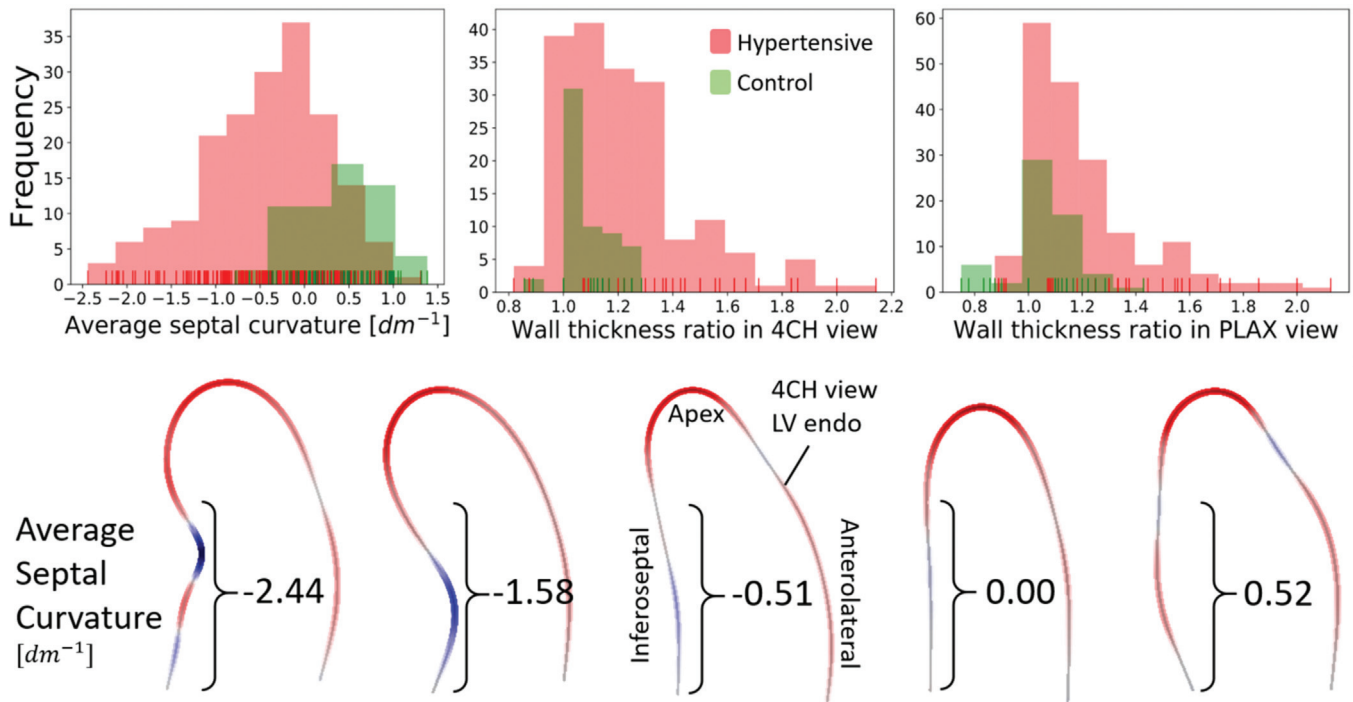 Frequency
35
30
25
20
15
10
5
0
−2.5 −2.0 −1.5 −1.0 −0.5 0.0 0.5 1.0 1.5
Average septal curvature [dm⁻¹]
40
35
30
25
20
15
10
5
0
0.8 1.0 1.2 1.4 1.6 1.8 2.0 2.2
Wall thickness ratio in 4CH view
Hypertensive
Control
60
50
40
30
20
10
0
0.8 1.0 1.2 1.4 1.6 1.8 2.0
Wall thickness ratio in PLAX view
Average
Septal
Curvature
[dm⁻¹]
-2.44
-1.58
Apex
4CH view
LV endo
Inferoseptal
-0.51
Anterolateral
0.00
0.52